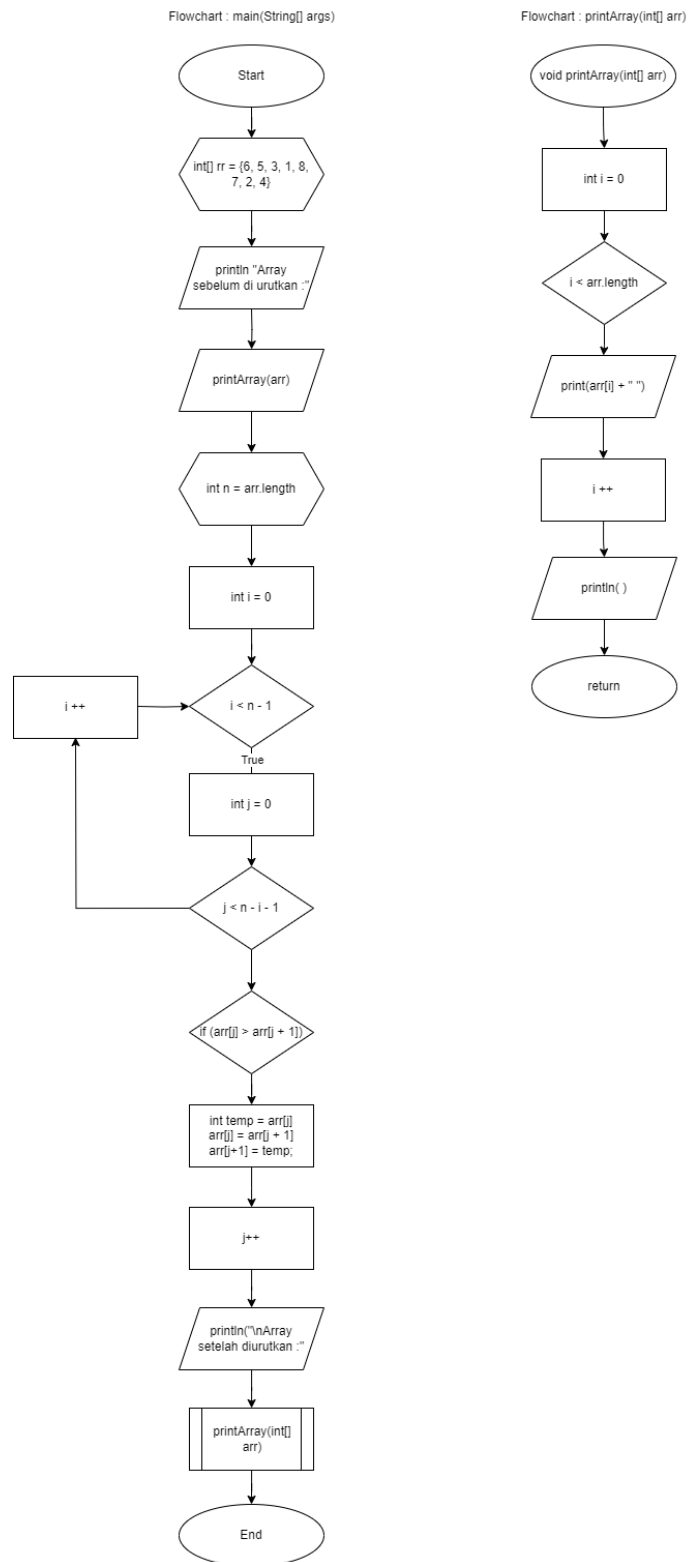 Flowchart : main(String[] args)
Start
int[] rr = {6, 5, 3, 1, 8,
7, 2, 4}
println "Array
sebelum di urutkan :"
printArray(arr)
int n = arr.length
int i = 0
i ++
i < n - 1
True
int j = 0
j < n - i - 1
if (arr[j] > arr[j + 1])
int temp = arr[j]
arr[j] = arr[j + 1]
arr[j+1] = temp;
j++
println("\nArray
setelah diurutkan :"
printArray(int[]
arr)
End
Flowchart : printArray(int[] arr)
void printArray(int[] arr)
int i = 0
i < arr.length
print(arr[i] + " ")
i ++
println( )
return